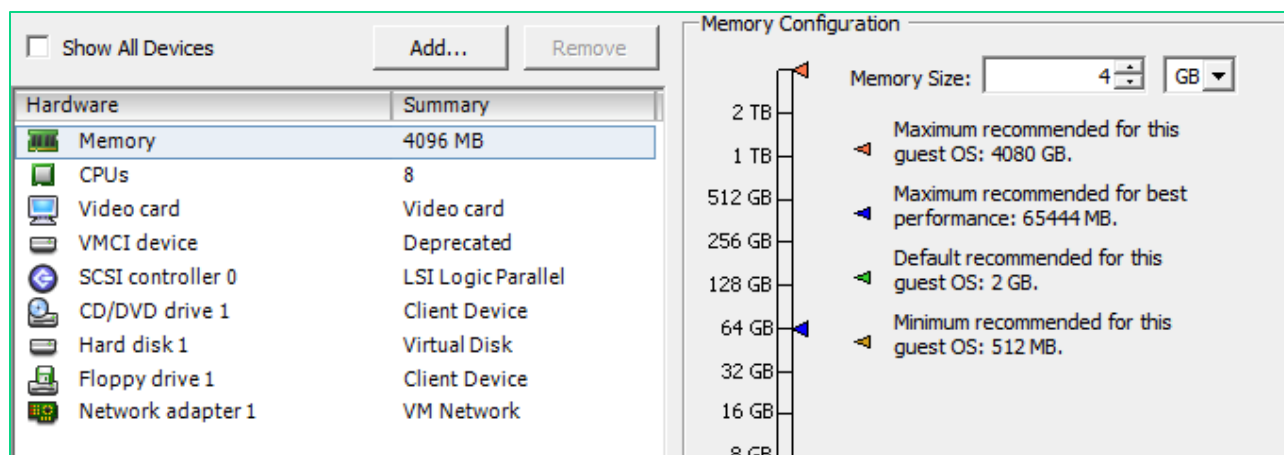 Show All Devices
Add...
Remove
Hardware
Summary
Memory
4096 MB
CPUs
8
Video card
Video card
VMCI device
Deprecated
SCSI controller 0
LSI Logic Parallel
CD/DVD drive 1
Client Device
Hard disk 1
Virtual Disk
Floppy drive 1
Client Device
Network adapter 1
VM Network
Memory Configuration
Memory Size:
4
GB
2 TB
1 TB
512 GB
256 GB
128 GB
64 GB
32 GB
16 GB
8 GB
Maximum recommended for this
guest OS: 4080 GB.
Maximum recommended for best
performance: 65444 MB.
Default recommended for this
guest OS: 2 GB.
Minimum recommended for this
guest OS: 512 MB.